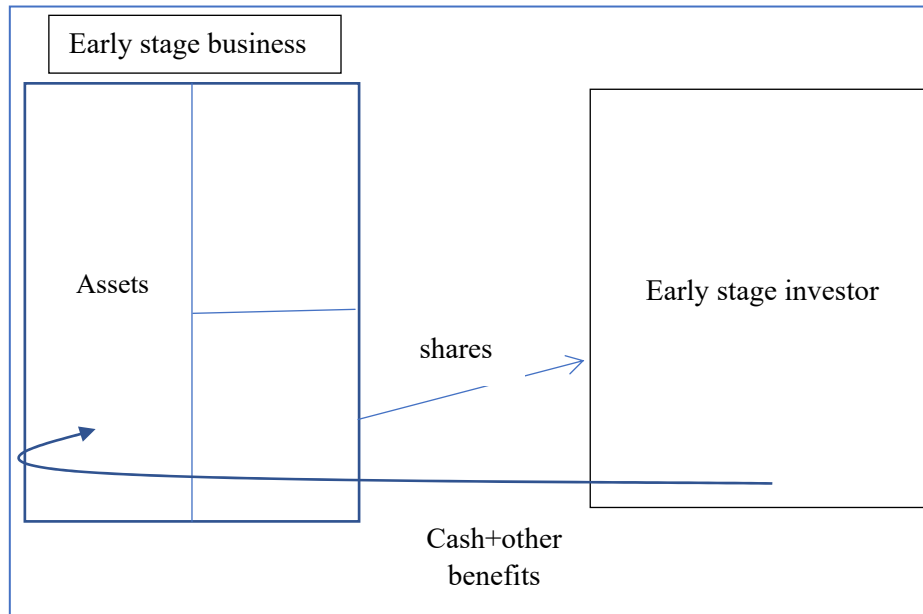 Early stage business
Assets
Early stage investor
shares
Cash+other
benefits